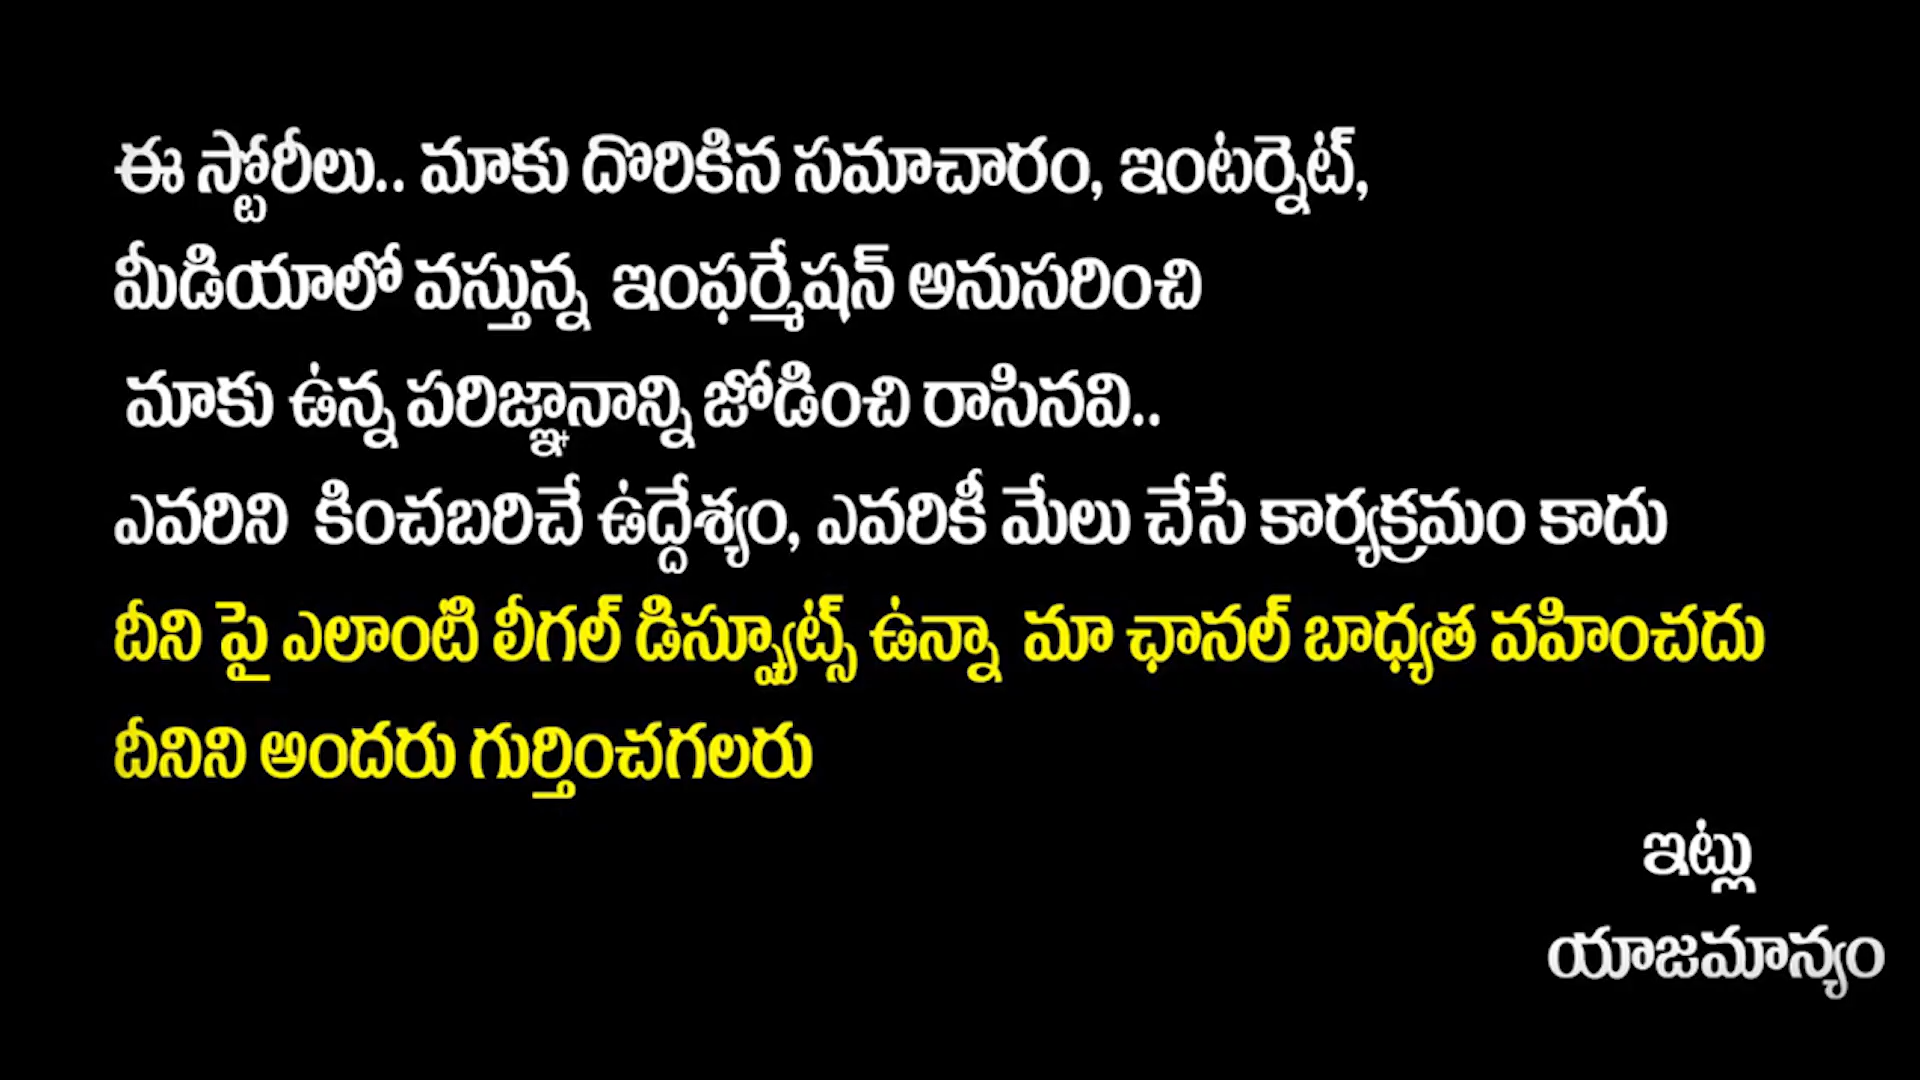 ఈ స్టోరీలు.. మాకు దొరికిన సమాచారం, ఇంటర్నెట్,
మీడియాలో వస్తున్న ఇంఫర్మేషన్ అనుసరించి
మాకు ఉన్న పరిజ్ఞానాన్ని జోడించి రాసినవి..
ఎవరిని కించబరిచే ఉద్దేశ్యం, ఎవరికీ మేలు చేసే కార్యక్రమం కాదు
దీని పై ఎలాంటి లీగల్ డిస్ప్యూట్స్ ఉన్నా మా ఛానల్ బాధ్యత వహించదు
దీనిని అందరు గుర్తించగలరు
ఇట్లు
యాజమాన్యం